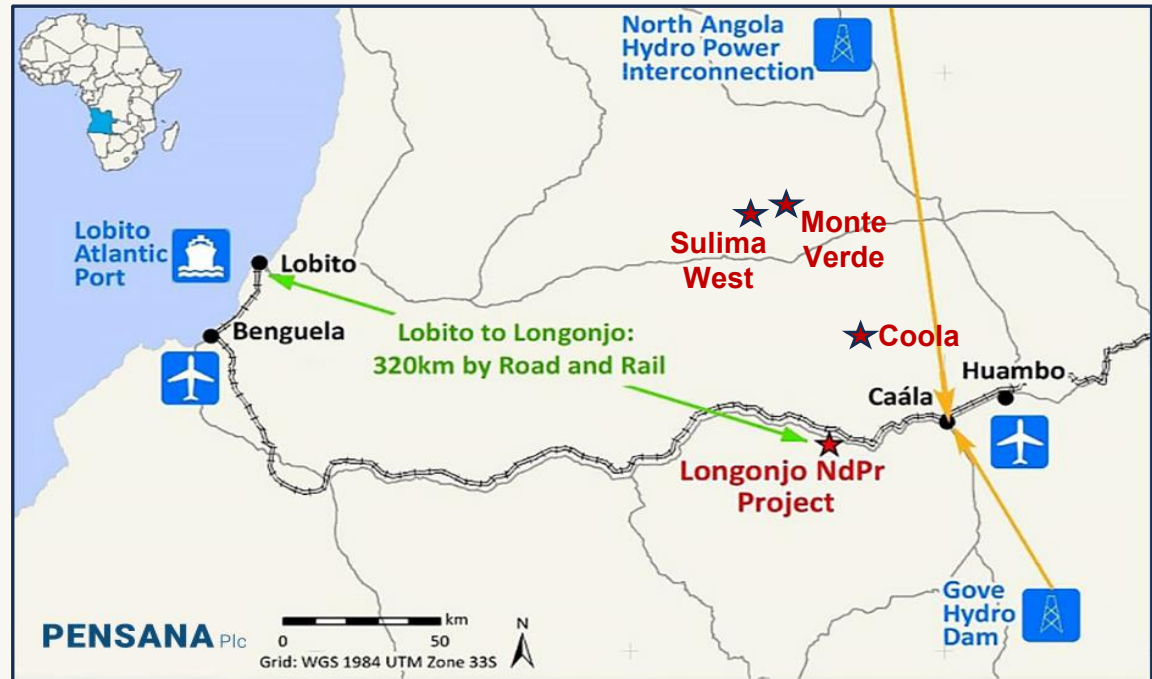 North Angola
Hydro Power
Interconnection
Lobito
Atlantic
Port
Lobito
Sulima
West
Monte
Verde
Benguela
Lobito to Longonjo:
320km by Road and Rail
Coola
Huambo
Caála
Longonjo NdPr
Project
Gove
Hydro
Dam
PENSANA Plc
km
0 50
N
Grid: WGS 1984 UTM Zone 33S